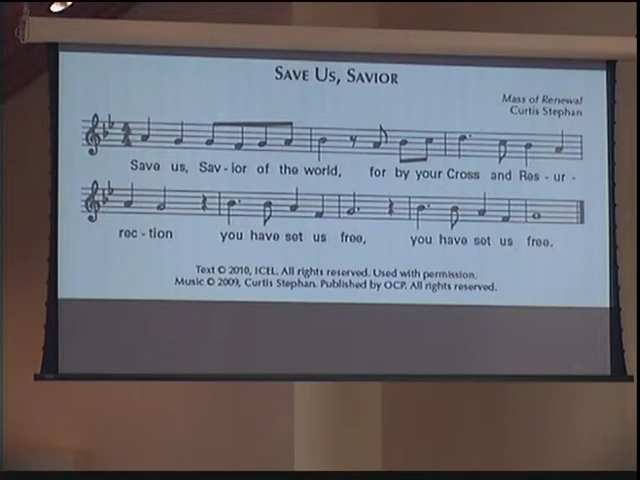 SAVE US, SAVIOR
Mass of Renewal
Curtis Stephan
Save us, Sav - ior of the world, for by your Cross and Res - ur -
rec - tion you have set us free, you have set us free.
Text © 2010, ICEL. All rights reserved. Used with permission.
Music © 2009, Curtis Stephan. Published by OCP. All rights reserved.